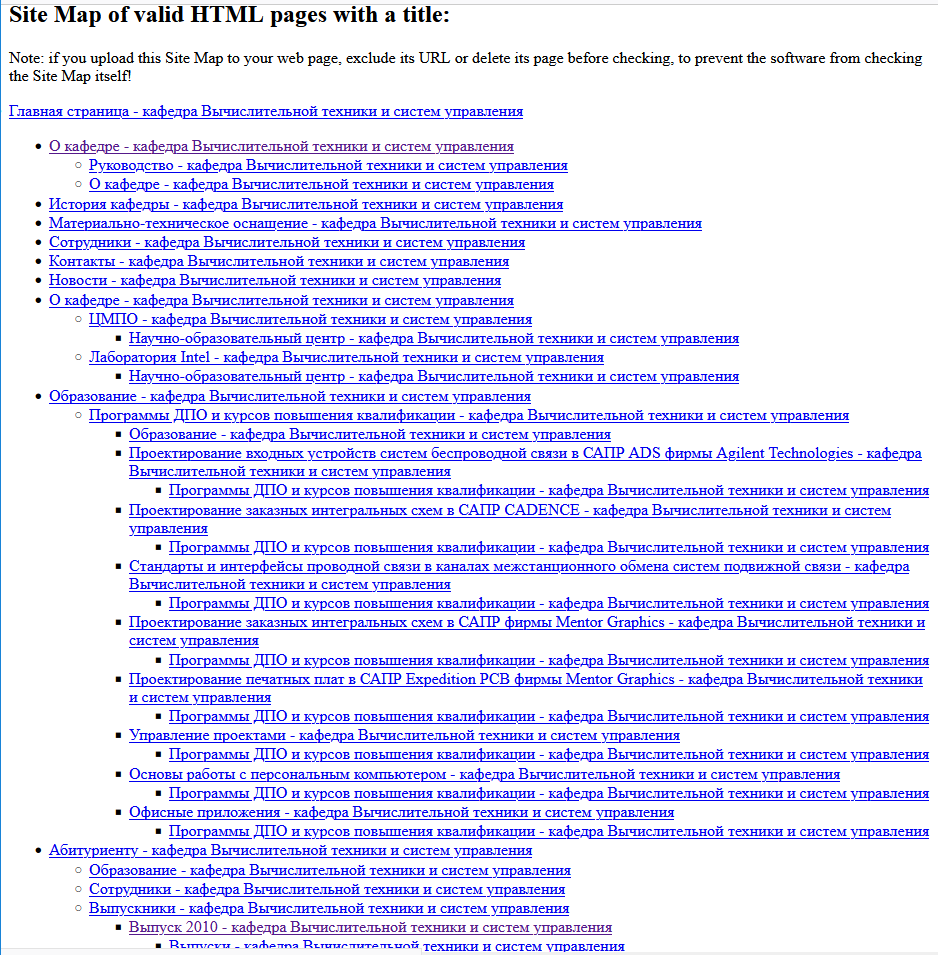 Site Map of valid HTML pages with a title:
Note: if you upload this Site Map to your web page, exclude its URL or delete its page before checking, to prevent the software from checking
the Site Map itself!
Главная страница - кафедра Вычислительной техники и систем управления
О кафедре - кафедра Вычислительной техники и систем управления
Руководство - кафедра Вычислительной техники и систем управления
О кафедре - кафедра Вычислительной техники и систем управления
История кафедры - кафедра Вычислительной техники и систем управления
Материально-техническое оснащение - кафедра Вычислительной техники и систем управления
Сотрудники - кафедра Вычислительной техники и систем управления
Контакты - кафедра Вычислительной техники и систем управления
Новости - кафедра Вычислительной техники и систем управления
О кафедре - кафедра Вычислительной техники и систем управления
ЦМПО - кафедра Вычислительной техники и систем управления
Научно-образовательный центр - кафедра Вычислительной техники и систем управления
Лаборатория Intel - кафедра Вычислительной техники и систем управления
Научно-образовательный центр - кафедра Вычислительной техники и систем управления
Образование - кафедра Вычислительной техники и систем управления
Программы ДПО и курсов повышения квалификации - кафедра Вычислительной техники и систем управления
Образование - кафедра Вычислительной техники и систем управления
Проектирование входных устройств систем беспроводной связи в САПР ADS фирмы Agilent Technologies - кафедра
Вычислительной техники и систем управления
Программы ДПО и курсов повышения квалификации - кафедра Вычислительной техники и систем управления
Проектирование заказных интегральных схем в САПР CADENCE - кафедра Вычислительной техники и систем
управления
Программы ДПО и курсов повышения квалификации - кафедра Вычислительной техники и систем управления
Стандарты и интерфейсы проводной связи в каналах межстанционного обмена систем подвижной связи - кафедра
Вычислительной техники и систем управления
Программы ДПО и курсов повышения квалификации - кафедра Вычислительной техники и систем управления
Проектирование заказных интегральных схем в САПР фирмы Mentor Graphics - кафедра Вычислительной техники и
систем управления
Программы ДПО и курсов повышения квалификации - кафедра Вычислительной техники и систем управления
Проектирование печатных плат в САПР Expedition PCB фирмы Mentor Graphics - кафедра Вычислительной техники
и систем управления
Программы ДПО и курсов повышения квалификации - кафедра Вычислительной техники и систем управления
Управление проектами - кафедра Вычислительной техники и систем управления
Программы ДПО и курсов повышения квалификации - кафедра Вычислительной техники и систем управления
Основы работы с персональным компьютером - кафедра Вычислительной техники и систем управления
Программы ДПО и курсов повышения квалификации - кафедра Вычислительной техники и систем управления
Офисные приложения - кафедра Вычислительной техники и систем управления
Программы ДПО и курсов повышения квалификации - кафедра Вычислительной техники и систем управления
Абитуриенту - кафедра Вычислительной техники и систем управления
Образование - кафедра Вычислительной техники и систем управления
Сотрудники - кафедра Вычислительной техники и систем управления
Выпускники - кафедра Вычислительной техники и систем управления
Выпуск 2010 - кафедра Вычислительной техники и систем управления
Выпуски - кафедра Вычислительной техники и систем управления